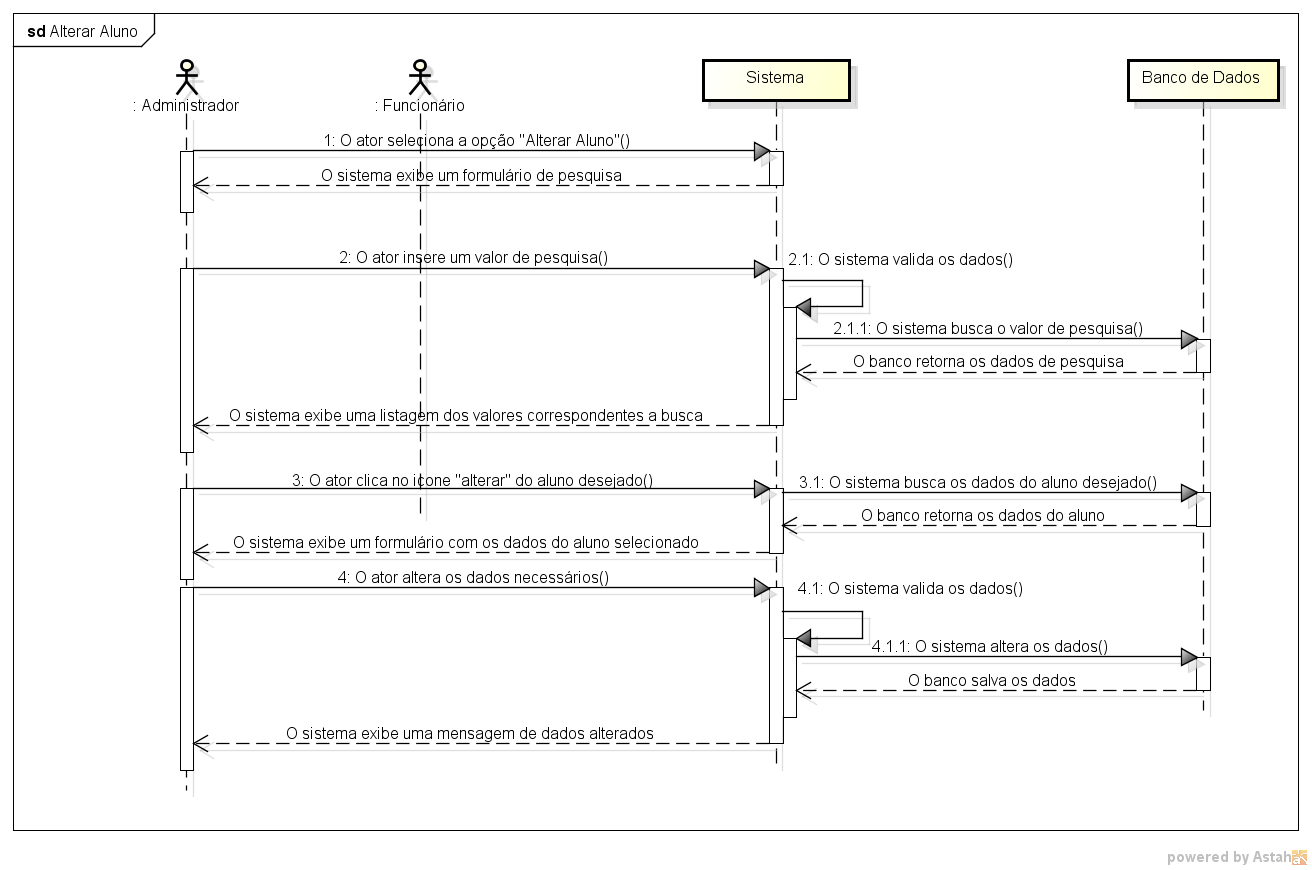 sd Alterar Aluno
: Administrador
: Funcionário
Sistema
Banco de Dados
1: O ator seleciona a opção "Alterar Aluno"()
O sistema exibe um formulário de pesquisa
2: O ator insere um valor de pesquisa()
2.1: O sistema valida os dados()
2.1.1: O sistema busca o valor de pesquisa()
O banco retorna os dados de pesquisa
O sistema exibe uma listagem dos valores correspondentes a busca
3: O ator clica no icone "alterar" do aluno desejado()
3.1: O sistema busca os dados do aluno desejado()
O banco retorna os dados do aluno
O sistema exibe um formulário com os dados do aluno selecionado
4: O ator altera os dados necessários()
4.1: O sistema valida os dados()
4.1.1: O sistema altera os dados()
O banco salva os dados
O sistema exibe uma mensagem de dados alterados
powered by Astah